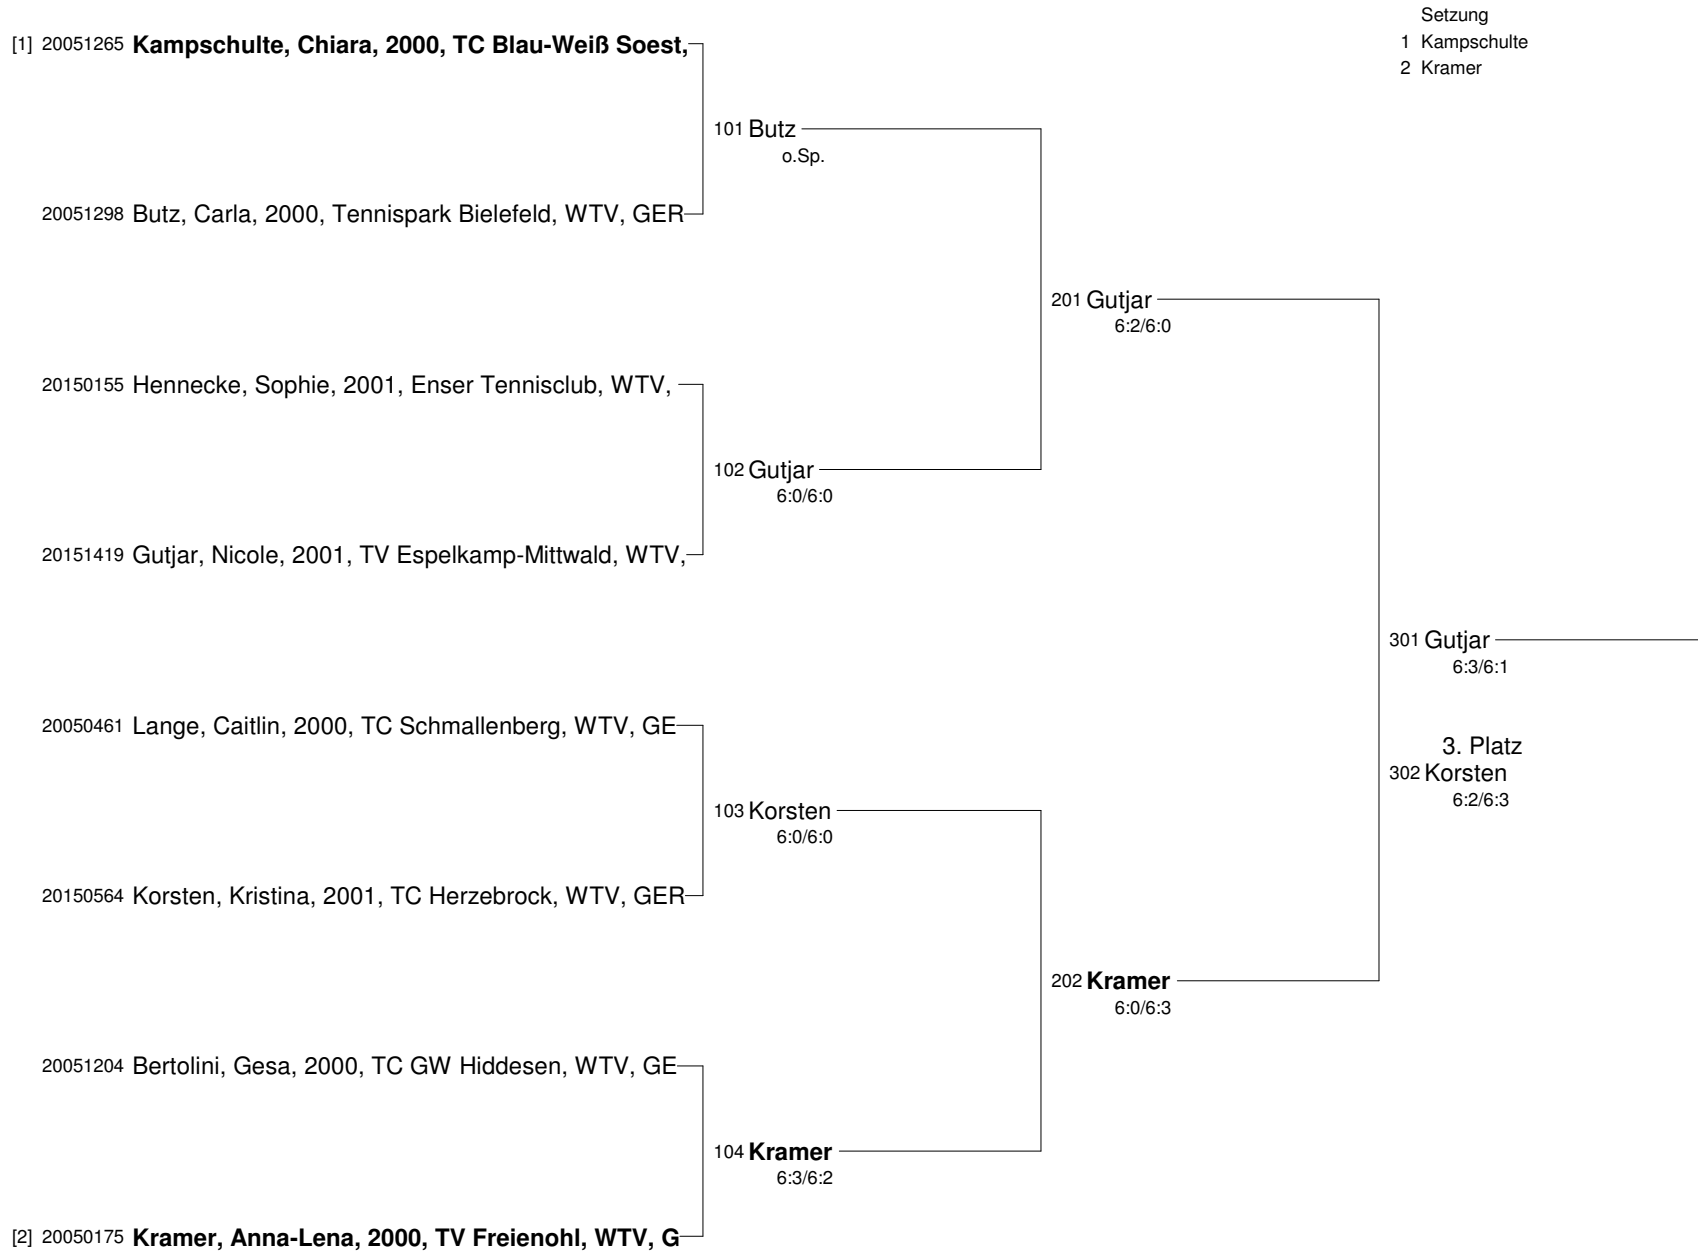 Setzung
1 Kampschulte
2 Kramer
[1] 20051265 Kampschulte, Chiara, 2000, TC Blau-Weiß Soest,
101 Butz
o.Sp.
20051298 Butz, Carla, 2000, Tennispark Bielefeld, WTV, GER
201 Gutjar
6:2/6:0
20150155 Hennecke, Sophie, 2001, Enser Tennisclub, WTV,
102 Gutjar
6:0/6:0
20151419 Gutjar, Nicole, 2001, TV Espelkamp-Mittwald, WTV,
301 Gutjar
6:3/6:1
20050461 Lange, Caitlin, 2000, TC Schmallenberg, WTV, GE
3. Platz
302 Korsten
6:2/6:3
103 Korsten
6:0/6:0
20150564 Korsten, Kristina, 2001, TC Herzebrock, WTV, GER
202 Kramer
6:0/6:3
20051204 Bertolini, Gesa, 2000, TC GW Hiddesen, WTV, GE
104 Kramer
6:3/6:2
[2] 20050175 Kramer, Anna-Lena, 2000, TV Freienohl, WTV, G